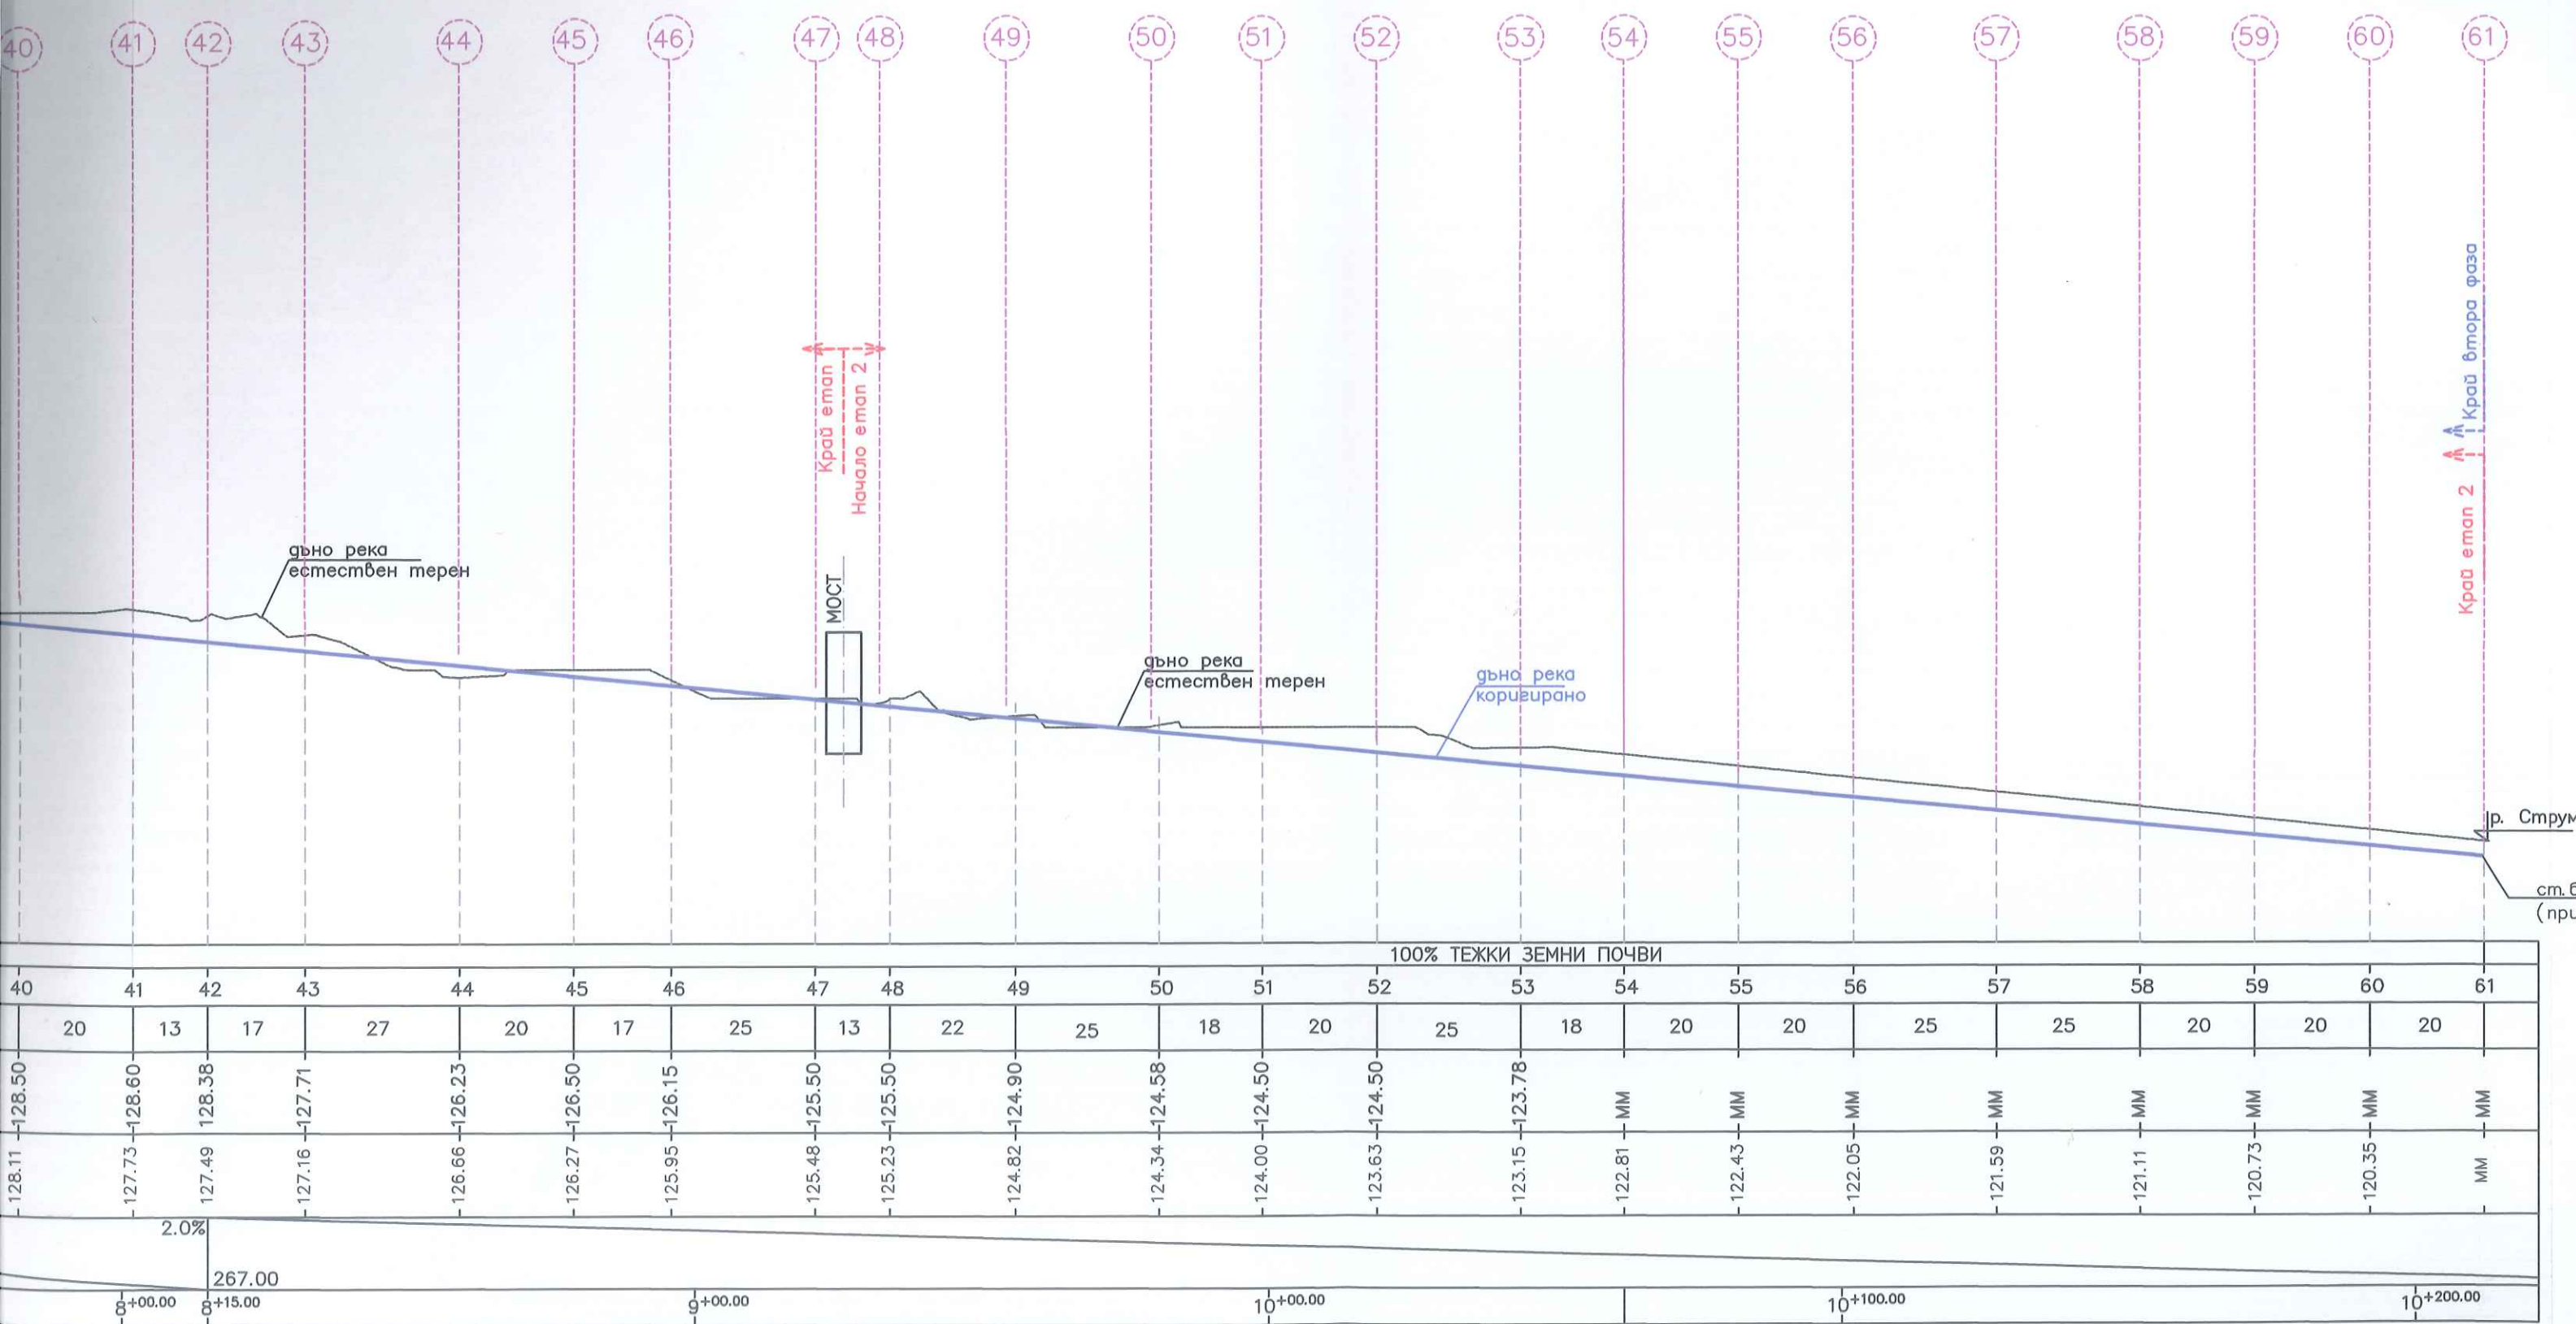 40 41 42 43 44 45 46 47 48 49 50 51 52 53 54 55 56 57 58 59 60 61
Край втора фаза
Край етап 2
Край етап 1
Начало етап 2
МОСТ
дъно река
естествен терен
дъно река
естествен терен
дъно река
коригирано
р. Струм
ст. б
(при
100% ТЕЖКИ ЗЕМНИ ПОЧВИ
40 41 42 43 44 45 46 47 48 49 50 51 52 53 54 55 56 57 58 59 60 61
20 13 17 27 20 17 25 13 22 25 18 20 25 18 20 20 25 25 20 20 20
128.50 128.60 128.38 127.71 126.23 126.50 126.15 125.50 125.50 124.90 124.58 124.50 124.50 123.78 ММ ММ ММ ММ ММ ММ ММ ММ
128.11 127.73 127.49 127.16 126.66 126.27 125.95 125.48 125.23 124.82 124.34 124.00 123.63 123.15 122.81 122.43 122.05 121.59 121.11 120.73 120.35 ММ
2.0%
267.00
8+00.00 8+15.00 9+00.00 10+00.00 10+100.00 10+200.00